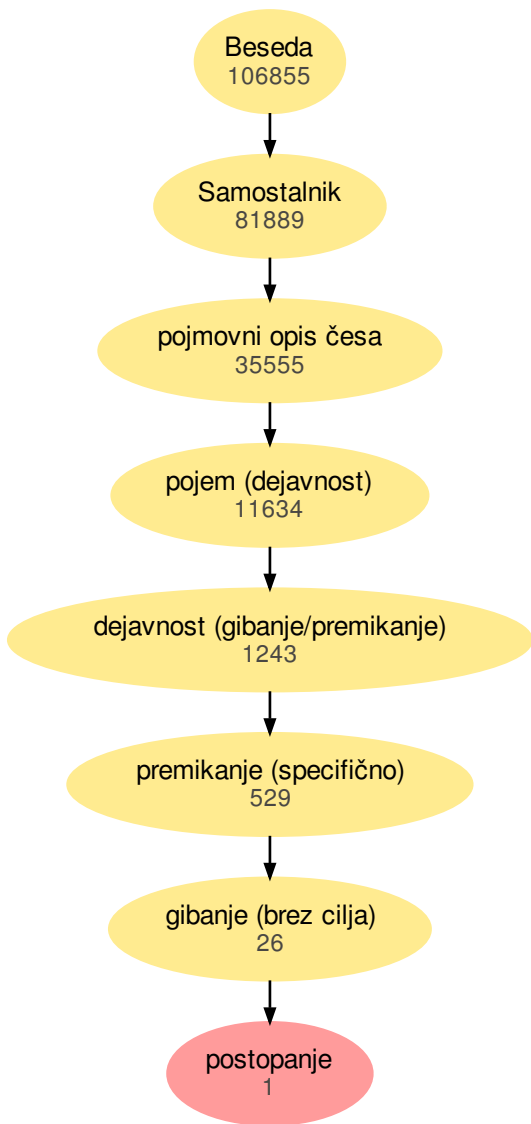 Beseda
106855
Samostalnik
81889
pojmovni opis česa
35555
pojem (dejavnost)
11634
dejavnost (gibanje/premikanje)
1243
premikanje (specifično)
529
gibanje (brez cilja)
26
postopanje
1